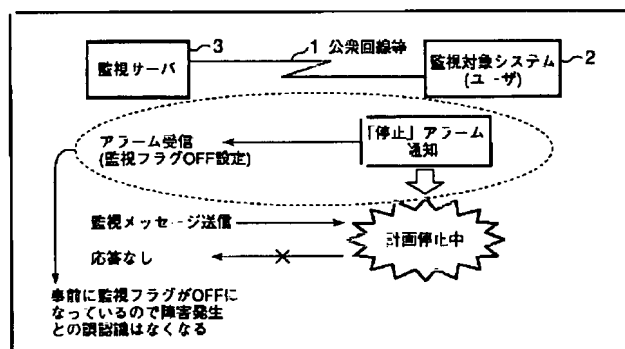 監視サーバ
3
1 公衆回線等
監視対象システム
(ユーザ)
2
アラーム受信
(監視フラグOFF設定)
「停止」アラーム
通知
監視メッセージ送信
計画停止中
応答なし
事前に監視フラグがOFFに
なっているので障害発生
との誤認識はなくなる